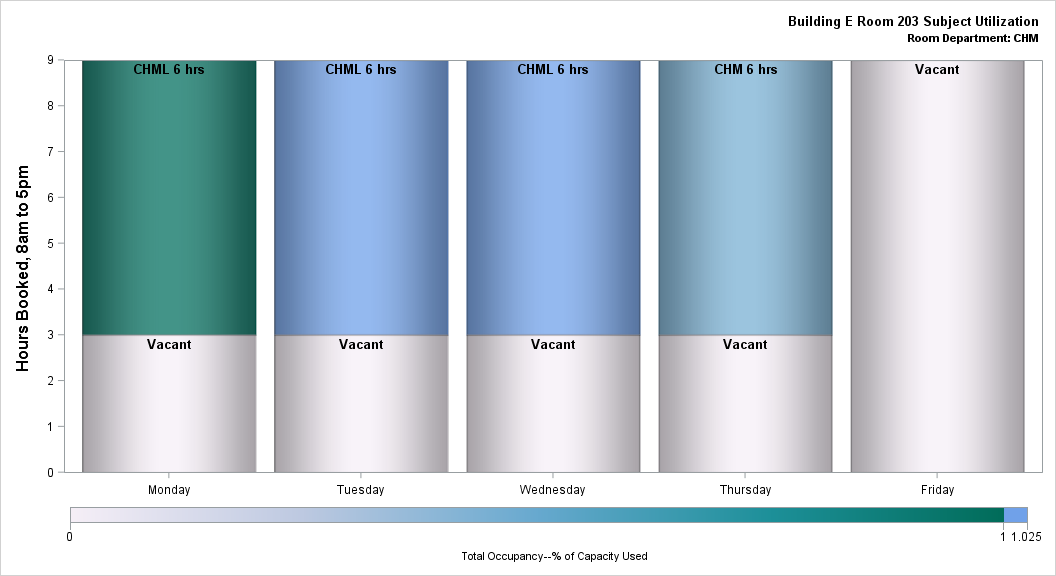 Building E Room 203 Subject Utilization
Room Department: CHM
Hours Booked, 8am to 5pm
9
8
7
6
5
4
3
2
1
0
CHML 6 hrs
CHML 6 hrs
CHML 6 hrs
CHM 6 hrs
Vacant
Vacant
Vacant
Vacant
Vacant
Monday
Tuesday
Wednesday
Thursday
Friday
0
1
1.025
Total Occupancy--% of Capacity Used